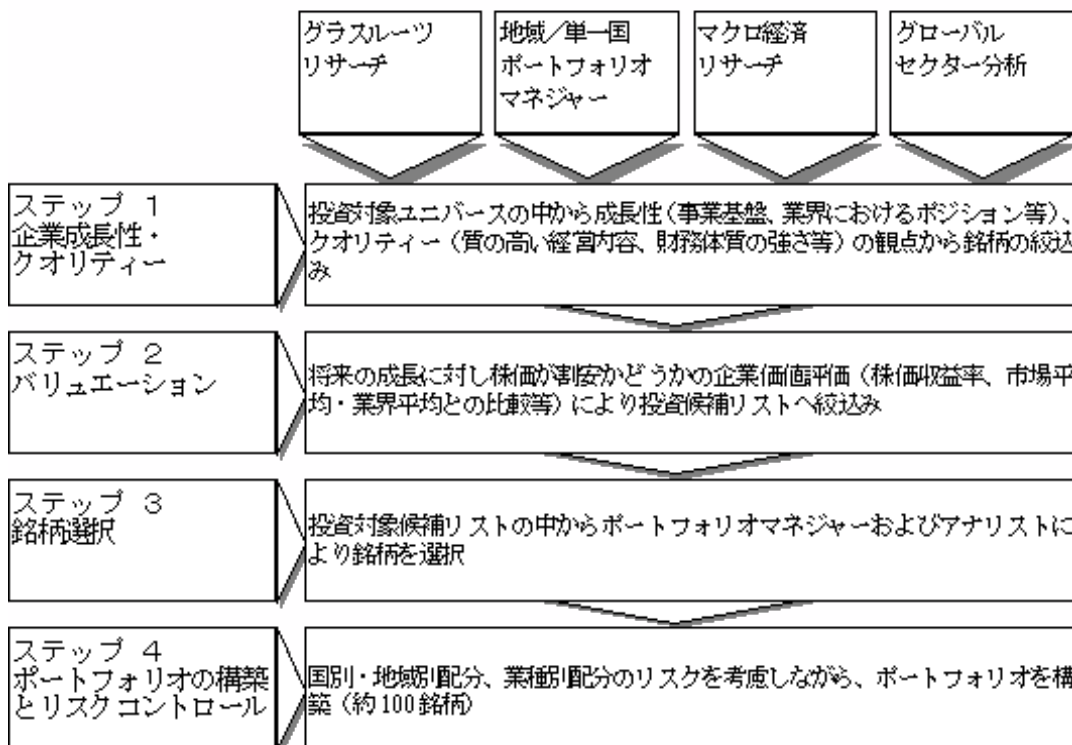 グラスルーツ
リサーチ
地域／単一国
ポートフォリオ
マネジャー
マクロ経済
リサーチ
グローバル
セクター分析
ステップ １
企業成長性・
クオリティー
投資対象ユニバースの中から成長性（事業基盤、業界におけるポジション等）、
クオリティー（質の高い経営内容、財務体質の強さ等）の観点から銘柄の絞込
み
ステップ ２
バリュエーション
将来の成長に対し株価が割安かどうかの企業価値評価（株価収益率、市場平
均・業界平均との比較等）により投資候補リストへ絞込み
ステップ ３
銘柄選択
投資対象候補リストの中からポートフォリオマネジャーおよびアナリストに
より銘柄を選択
ステップ ４
ポートフォリオの構築
とリスクコントロール
国別・地域別配分、業種別配分のリスクを考慮しながら、ポートフォリオを構
築（約100銘柄）